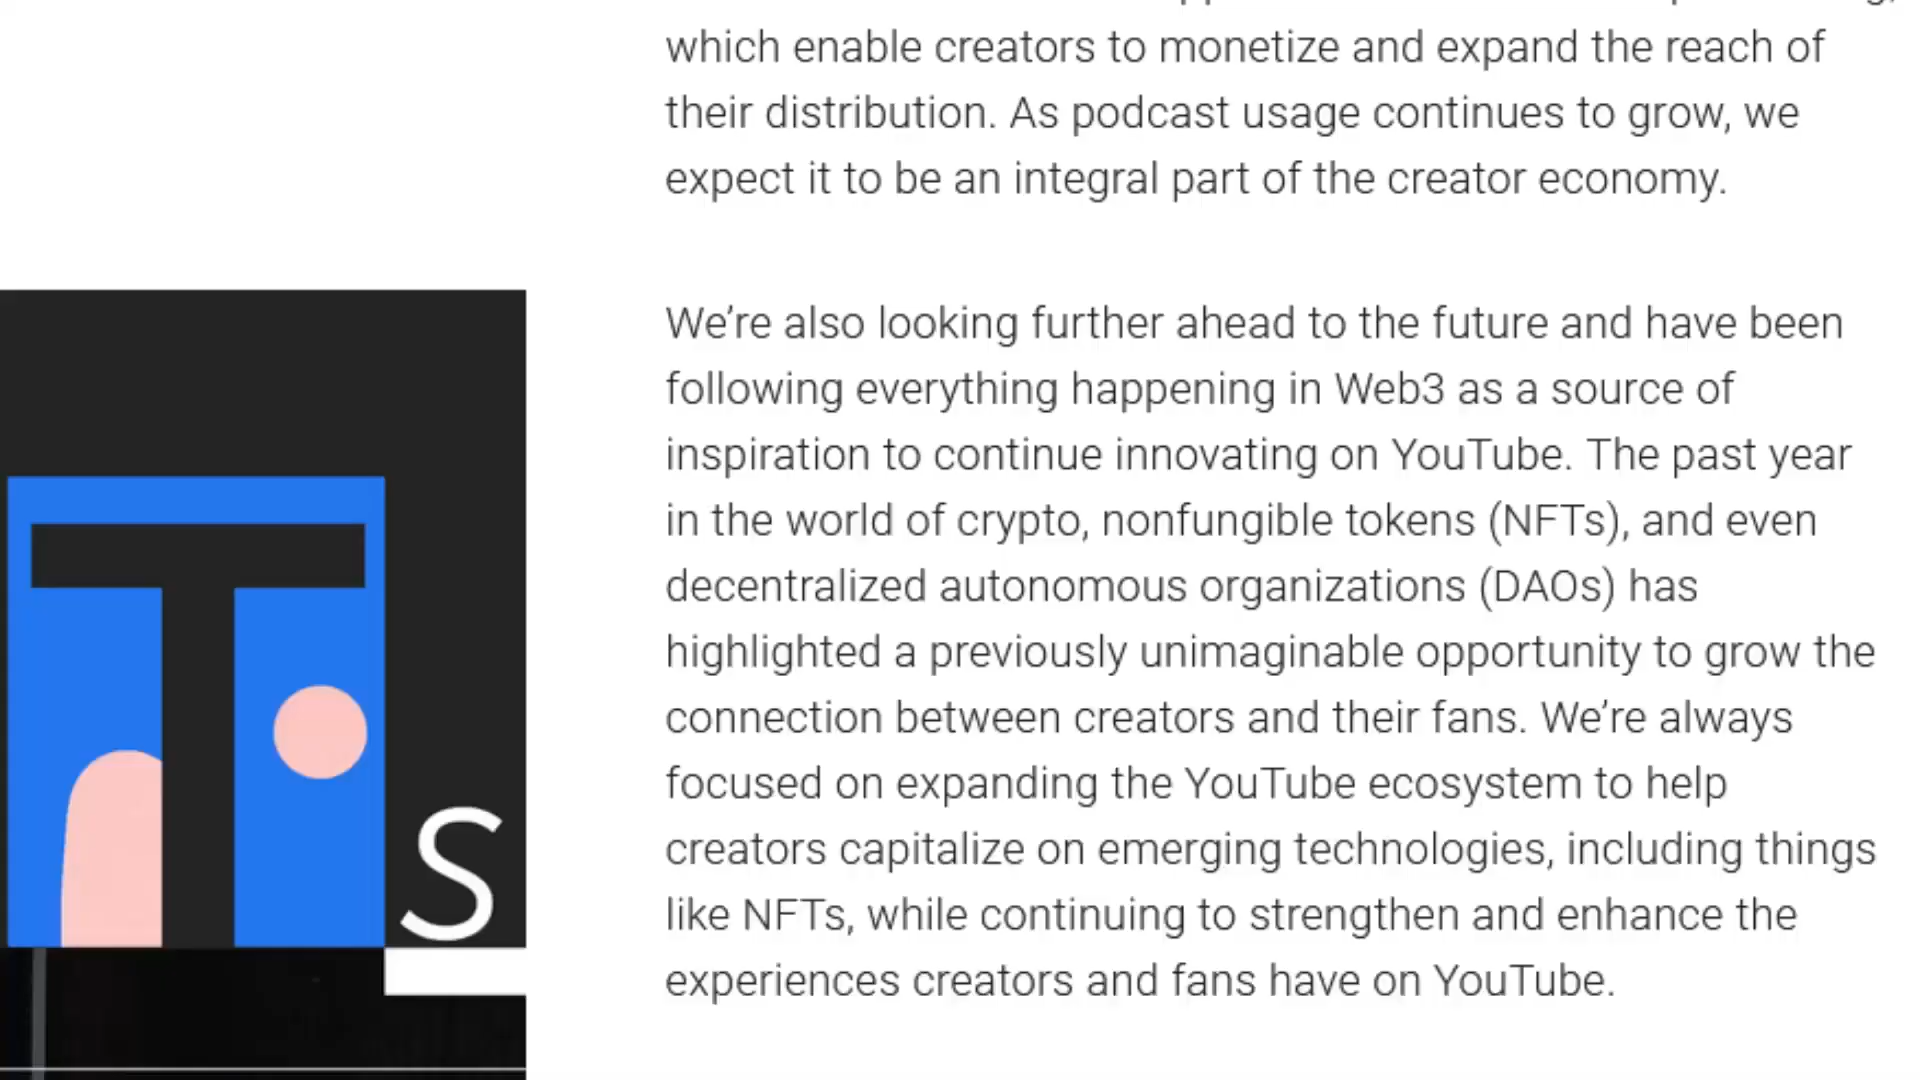 which enable creators to monetize and expand the reach of
their distribution. As podcast usage continues to grow, we
expect it to be an integral part of the creator economy.
We’re also looking further ahead to the future and have been
following everything happening in Web3 as a source of
inspiration to continue innovating on YouTube. The past year
in the world of crypto, nonfungible tokens (NFTs), and even
decentralized autonomous organizations (DAOs) has
highlighted a previously unimaginable opportunity to grow the
connection between creators and their fans. We’re always
focused on expanding the YouTube ecosystem to help
creators capitalize on emerging technologies, including things
like NFTs, while continuing to strengthen and enhance the
experiences creators and fans have on YouTube.
T
S